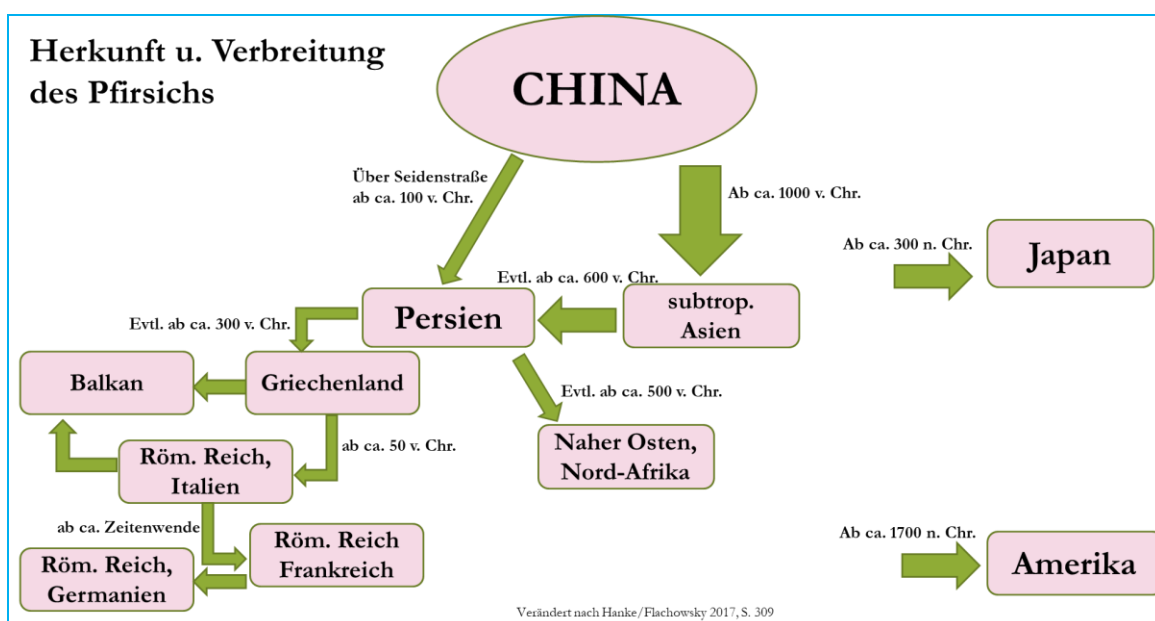 Herkunft u. Verbreitung
des Pfirsichs
CHINA
Über Seidenstraße
ab ca. 100 v. Chr.
Ab ca. 1000 v. Chr.
Ab ca. 300 n. Chr.
Japan
Evtl. ab ca. 600 v. Chr.
Persien
subtrop.
Asien
Evtl. ab ca. 300 v. Chr.
Balkan
Griechenland
Evtl. ab ca. 500 v. Chr.
ab ca. 50 v. Chr.
Naher Osten,
Nord-Afrika
Röm. Reich,
Italien
ab ca. Zeitenwende
Röm. Reich
Frankreich
Röm. Reich,
Germanien
Ab ca. 1700 n. Chr.
Amerika
Verändert nach Hanke/Flachowsky 2017, S. 309